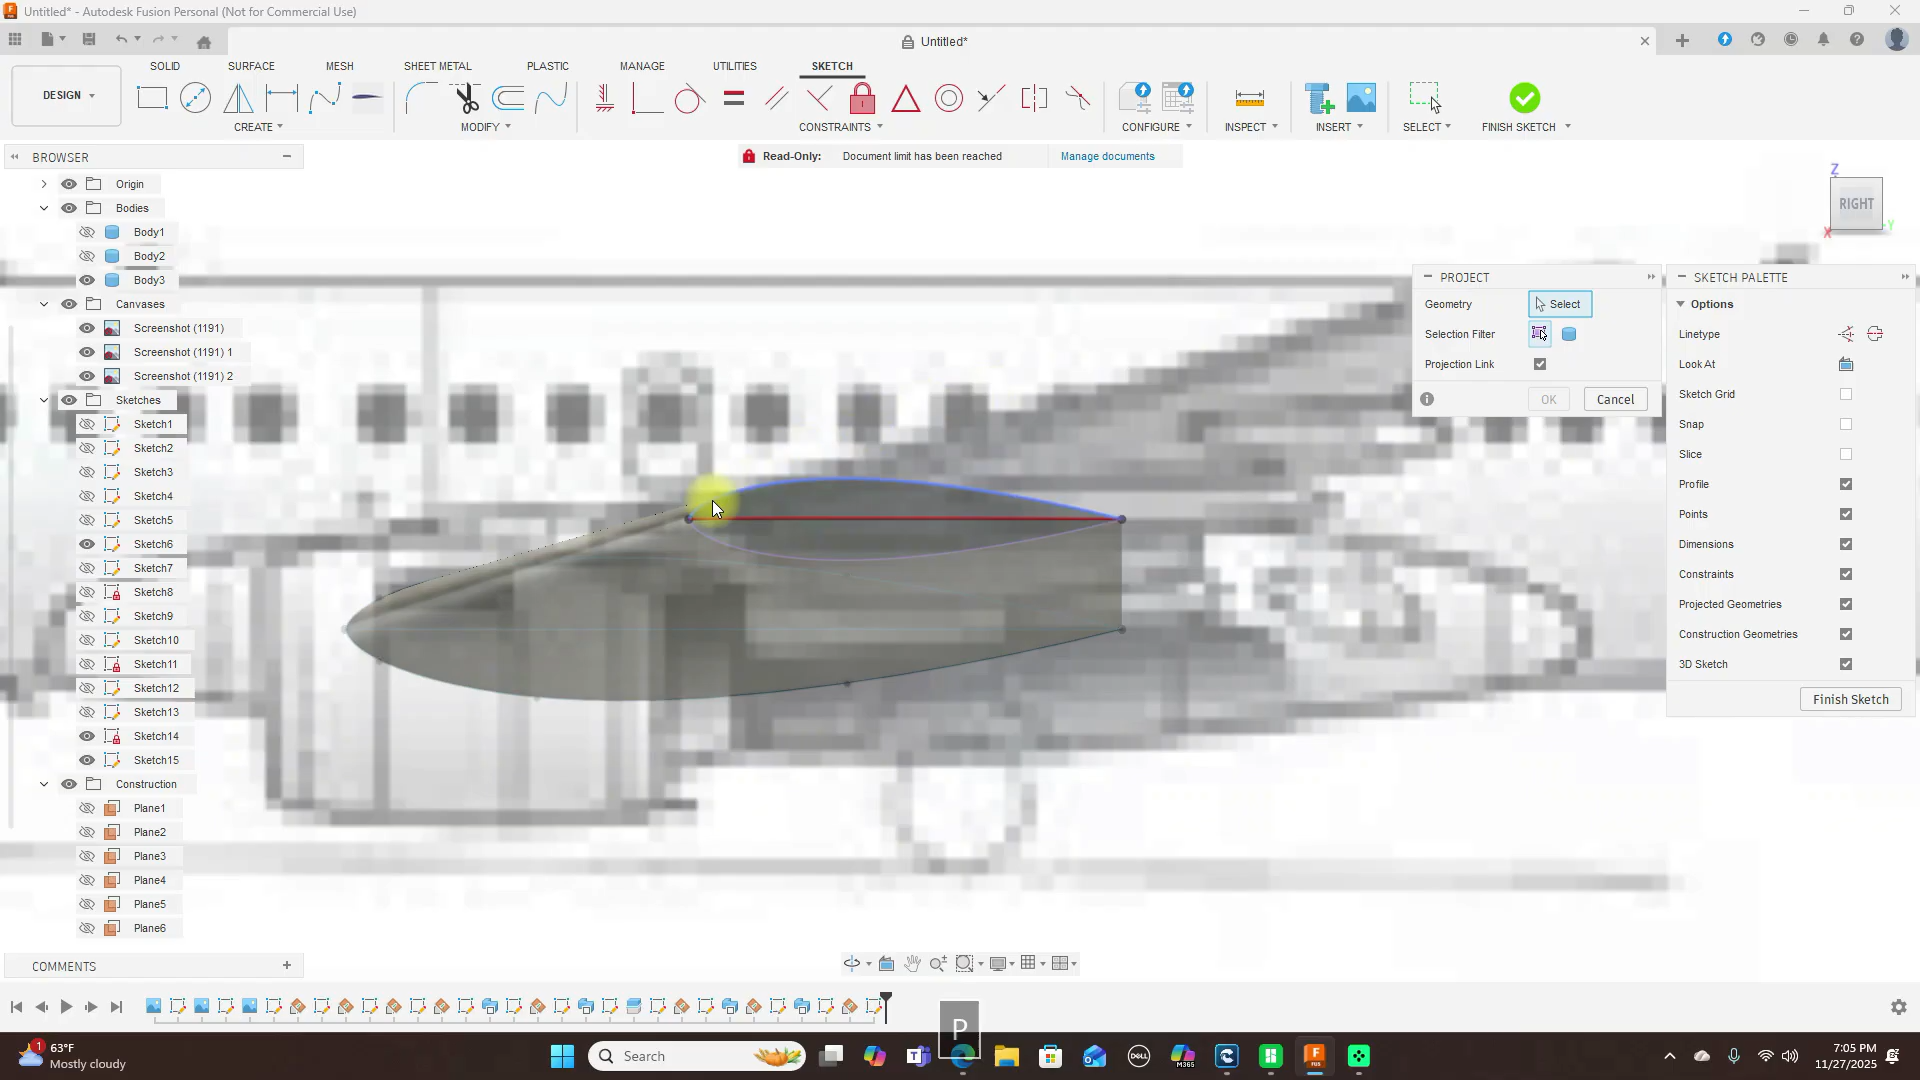 Untitled* - Autodesk Fusion Personal (Not for Commercial Use)
Untitled*
DESIGN
SOLID
SURFACE
MESH
SHEET METAL
PLASTIC
MANAGE
UTILITIES
SKETCH
CREATE
MODIFY
CONSTRAINTS
CONFIGURE
INSPECT
INSERT
SELECT
FINISH SKETCH
BROWSER
Read-Only: Document limit has been reached Manage documents
Origin
Bodies
Body1
Body2
Body3
Canvases
Screenshot (1191)
Screenshot (1191) 1
Screenshot (1191) 2
Sketches
Sketch1
Sketch2
Sketch3
Sketch4
Sketch5
Sketch6
Sketch7
Sketch8
Sketch9
Sketch10
Sketch11
Sketch12
Sketch13
Sketch14
Sketch15
Construction
Plane1
Plane2
Plane3
Plane4
Plane5
Plane6
COMMENTS
Z
RIGHT
X
Y
PROJECT
Geometry
Select
Selection Filter
Projection Link
OK
Cancel
SKETCH PALETTE
Options
Linetype
Look At
Sketch Grid
Snap
Slice
Profile
Points
Dimensions
Constraints
Projected Geometries
Construction Geometries
3D Sketch
Finish Sketch
P
1
63°F
Mostly cloudy
Search
DELL
M365
FUS
7:05 PM
11/27/2025